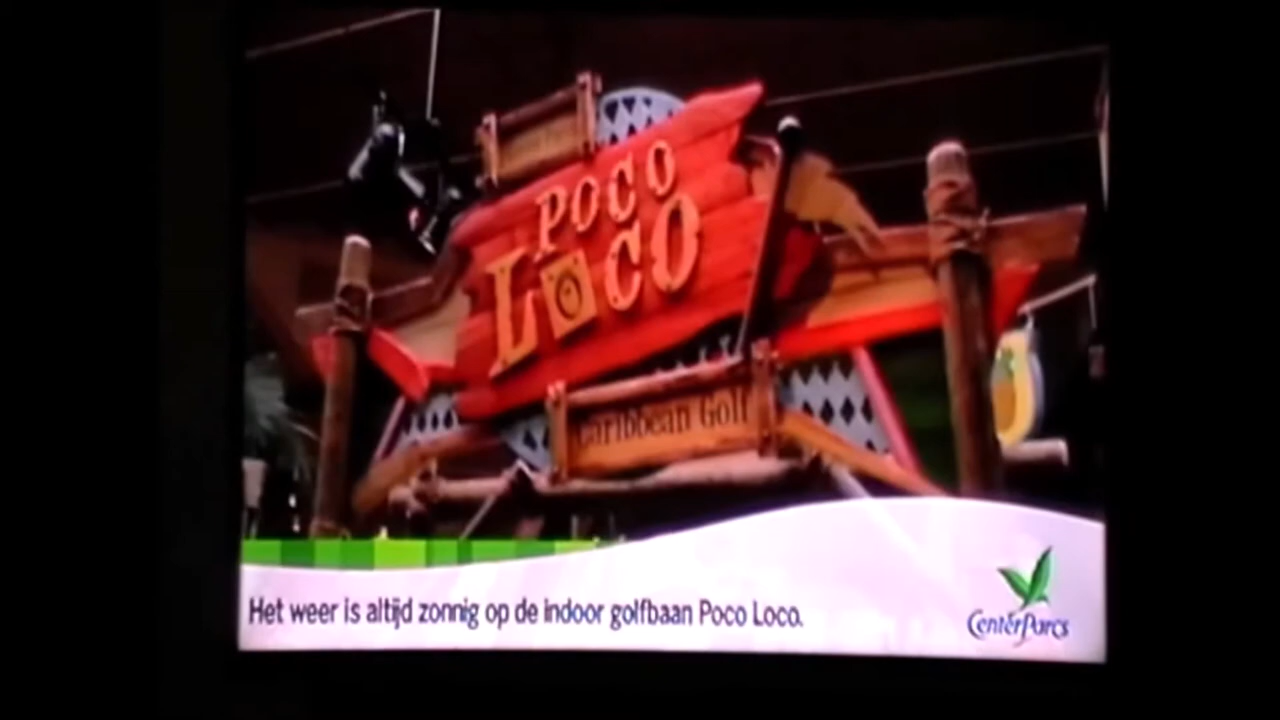 POCO
LOCO
Caribbean Golf
Het weer is altijd zonnig op de indoor golfbaan Poco Loco.
CenterParcs